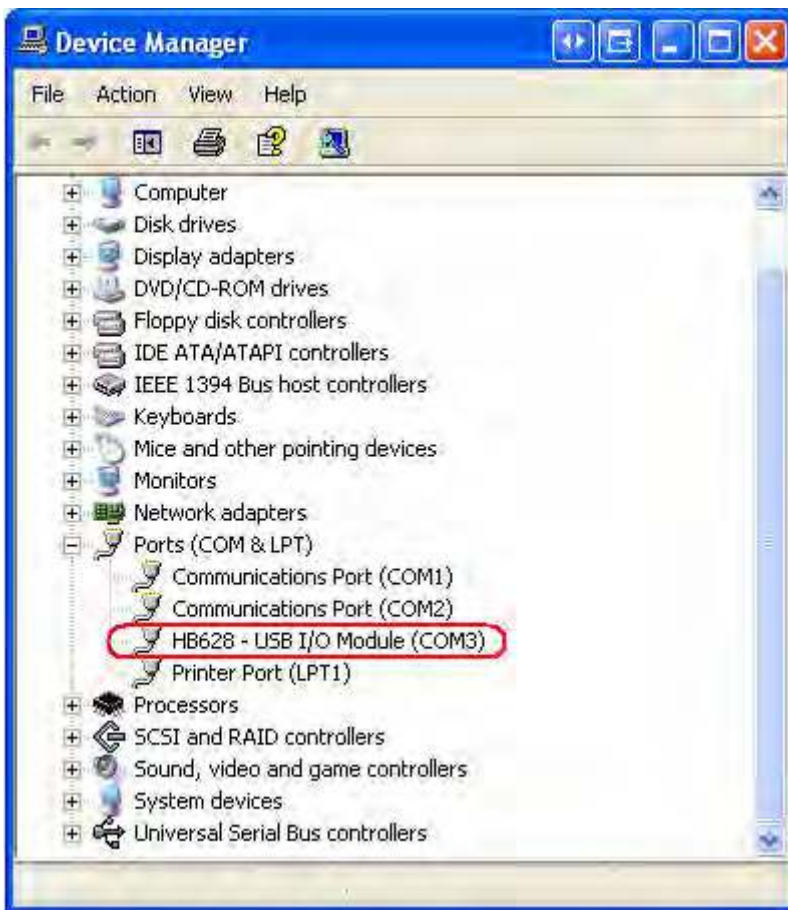 Device Manager
File Action View Help
Computer
Disk drives
Display adapters
DVD/CD-ROM drives
Floppy disk controllers
IDE ATA/ATAPI controllers
IEEE 1394 Bus host controllers
Keyboards
Mice and other pointing devices
Monitors
Network adapters
Ports (COM & LPT)
Communications Port (COM1)
Communications Port (COM2)
HB628 - USB I/O Module (COM3)
Printer Port (LPT1)
Processors
SCSI and RAID controllers
Sound, video and game controllers
System devices
Universal Serial Bus controllers